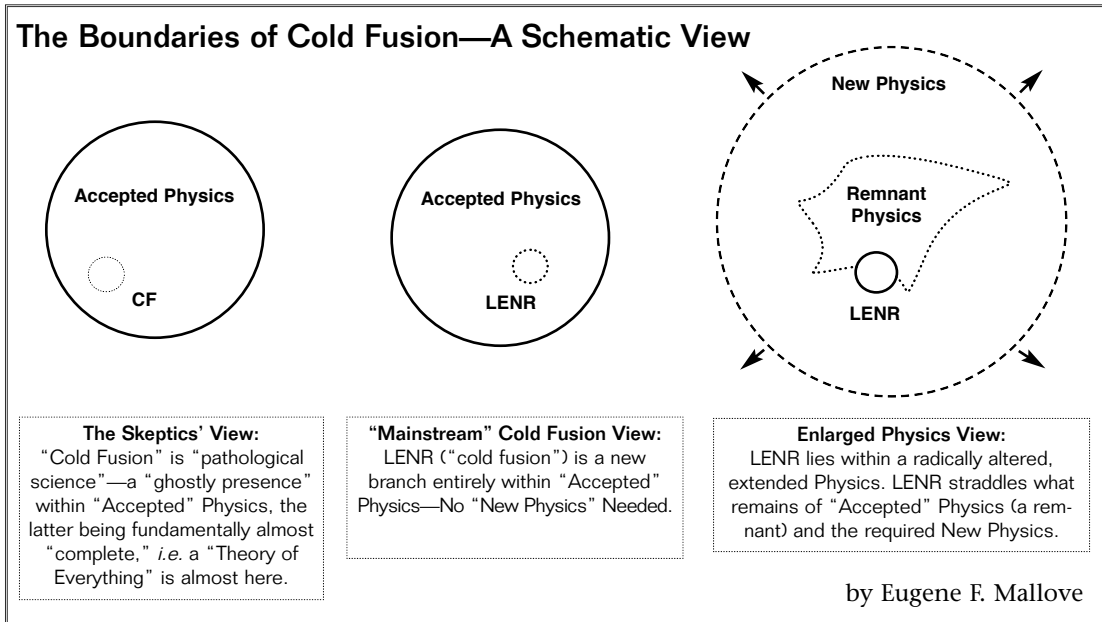 The Boundaries of Cold Fusion—A Schematic View
Accepted Physics
CF
Accepted Physics
LENR
New Physics
Remnant
Physics
LENR
The Skeptics’ View:
“Cold Fusion” is “pathological
science”—a “ghostly presence”
within “Accepted” Physics, the
latter being fundamentally almost
“complete,” i.e. a “Theory of
Everything” is almost here.
“Mainstream” Cold Fusion View:
LENR (“cold fusion”) is a new
branch entirely within “Accepted”
Physics—No “New Physics” Needed.
Enlarged Physics View:
LENR lies within a radically altered,
extended Physics. LENR straddles what
remains of “Accepted” Physics (a rem-
nant) and the required New Physics.
by Eugene F. Mallove